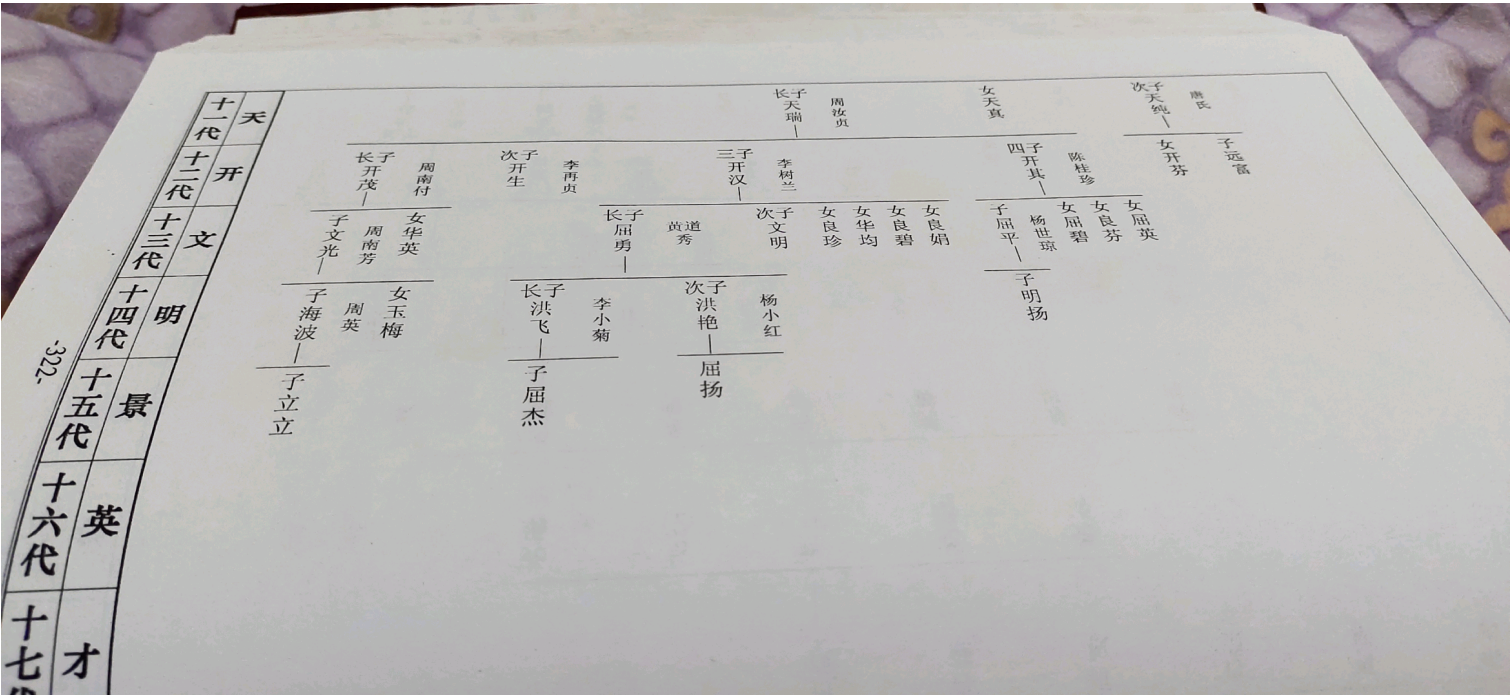 十一代 天
长子天瑞 周汝贞 女天真 次子天纯 唐氏
十二代 开
长子开茂 周南付 次子开生 李再贞 三子开汉 李树兰 四子开其 陈桂珍 女开芬 子远富
十三代 文
子文光 周南芳 女华英 长子屈勇 黄道秀 次子文明 女良珍 女华均 女良碧 女良娟 子屈平 杨世琼 女屈碧 女良芬 女屈英
十四代 明
子海波 周英 女玉梅 长子洪飞 李小菊 次子洪艳 杨小红 子明扬
十五代 景
子立立 子屈杰 屈扬
十六代 英
十七代 才
-322-